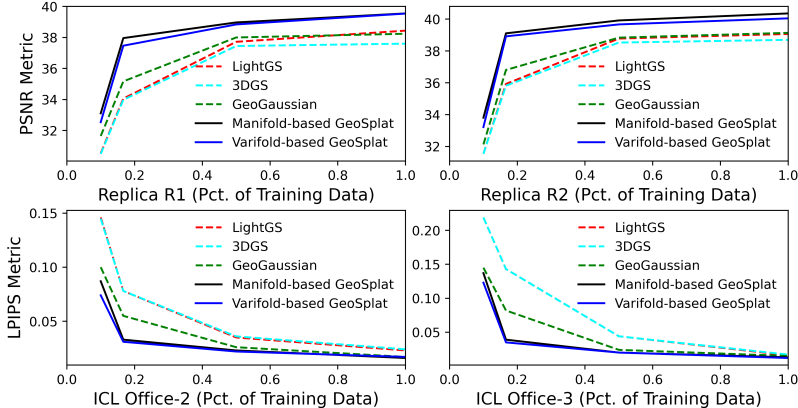 PSNR Metric
40
38
36
34
32
LightGS
3DGS
GeoGaussian
Manifold-based GeoSplat
Varifold-based GeoSplat
0.0 0.2 0.4 0.6 0.8 1.0
Replica R1 (Pct. of Training Data)
40
38
36
34
32
LightGS
3DGS
GeoGaussian
Manifold-based GeoSplat
Varifold-based GeoSplat
0.0 0.2 0.4 0.6 0.8 1.0
Replica R2 (Pct. of Training Data)
LPIPS Metric
0.15
0.10
0.05
LightGS
3DGS
GeoGaussian
Manifold-based GeoSplat
Varifold-based GeoSplat
0.0 0.2 0.4 0.6 0.8 1.0
ICL Office-2 (Pct. of Training Data)
0.20
0.15
0.10
0.05
LightGS
3DGS
GeoGaussian
Manifold-based GeoSplat
Varifold-based GeoSplat
0.0 0.2 0.4 0.6 0.8 1.0
ICL Office-3 (Pct. of Training Data)